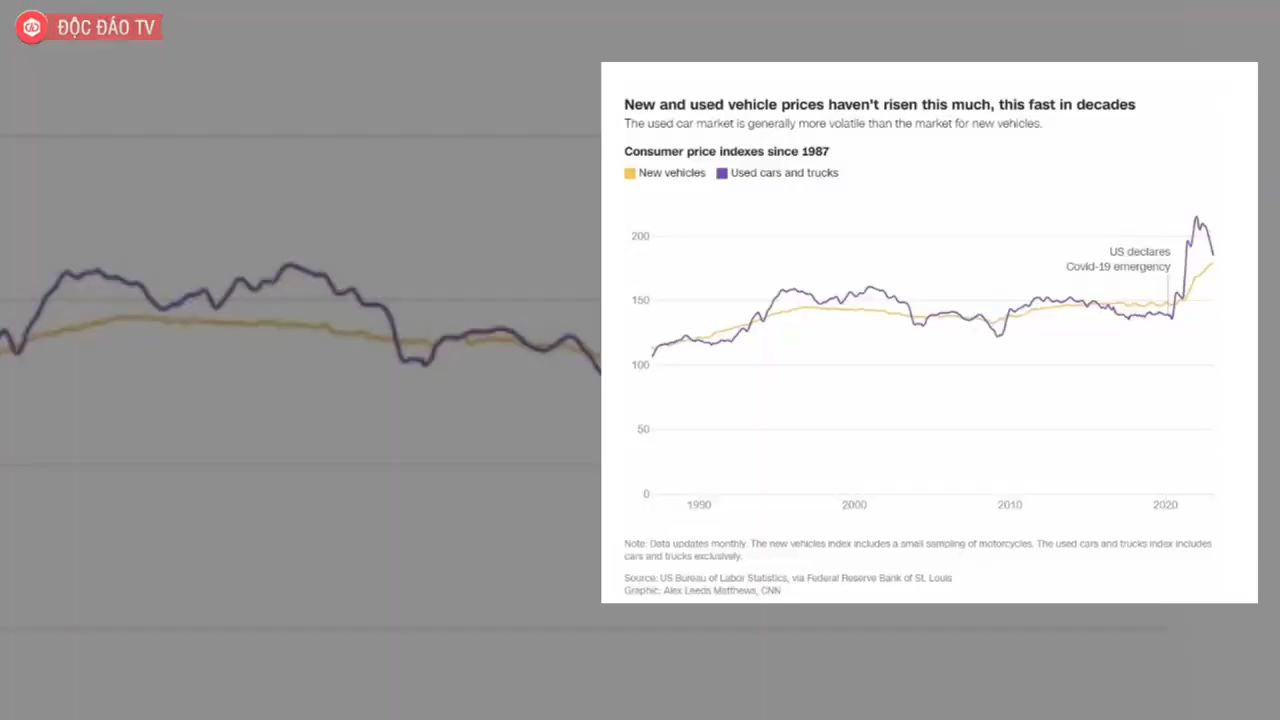 ĐỘC ĐÁO TV
New and used vehicle prices haven't risen this much, this fast in decades
The used car market is generally more volatile than the market for new vehicles.
Consumer price indexes since 1987
New vehicles Used cars and trucks
200
US declares
Covid-19 emergency
150
100
50
0
1990 2000 2010 2020
Note: Data updates monthly. The new vehicles index includes a small sampling of motorcycles. The used cars and trucks index includes
cars and trucks exclusively.
Source: US Bureau of Labor Statistics, via Federal Reserve Bank of St. Louis
Graphic: Alex Leeds Matthews, CNN